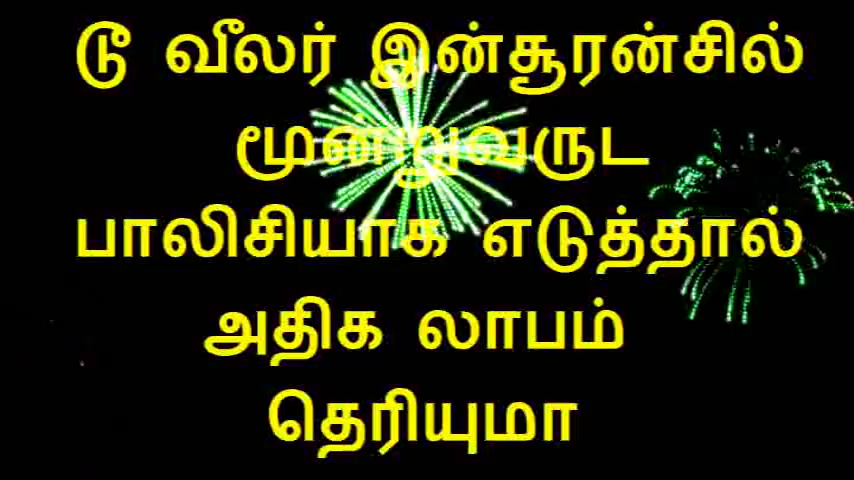 டூ வீலர் இன்சூரன்சில்
மூன்றுவருட
பாலிசியாக எடுத்தால்
அதிக லாபம்
தெரியுமா